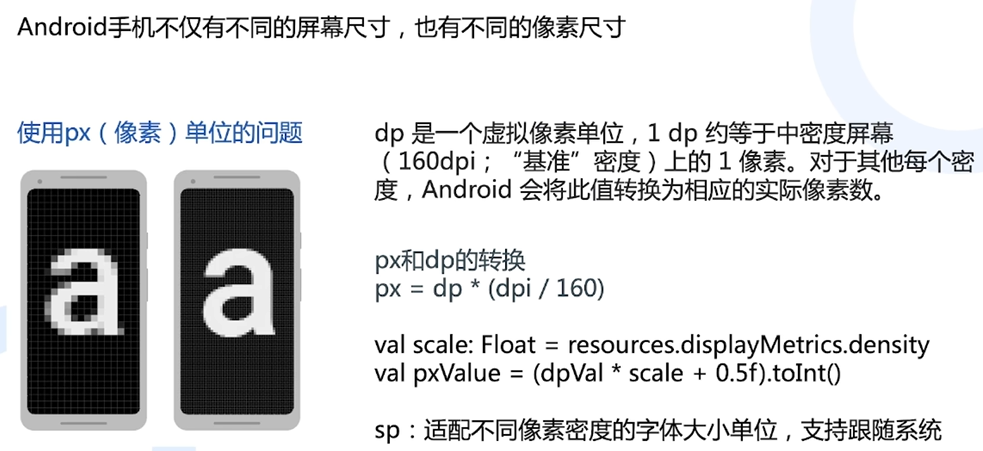 Android手机不仅有不同的屏幕尺寸，也有不同的像素尺寸
使用px（像素）单位的问题
a
a
dp 是一个虚拟像素单位，1 dp 约等于中密度屏幕
（160dpi；“基准”密度）上的 1 像素。对于其他每个密
度，Android 会将此值转换为相应的实际像素数。
px和dp的转换
px = dp * (dpi / 160)
val scale: Float = resources.displayMetrics.density
val pxValue = (dpVal * scale + 0.5f).toInt()
sp：适配不同像素密度的字体大小单位，支持跟随系统